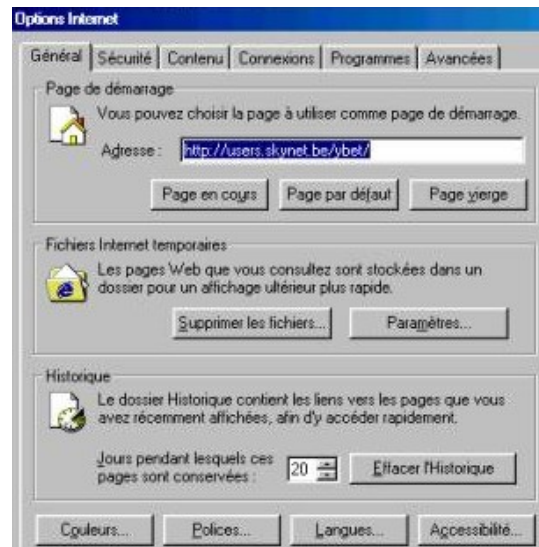 Options Internet
Général Sécurité Contenu Connexions Programmes Avancées
Page de démarrage
Vous pouvez choisir la page à utiliser comme page de démarrage.
Adresse : http://users.skynet.be/ybet/
Page en cours Page par défaut Page vierge
Fichiers Internet temporaires
Les pages Web que vous consultez sont stockées dans un
dossier pour un affichage ultérieur plus rapide.
Supprimer les fichiers... Paramètres...
Historique
Le dossier Historique contient les liens vers les pages que vous
avez récemment affichées, afin d'y accéder rapidement.
Jours pendant lesquels ces
pages sont conservées : 20 Effacer l'Historique
Couleurs... Polices... Langues... Accessibilité...